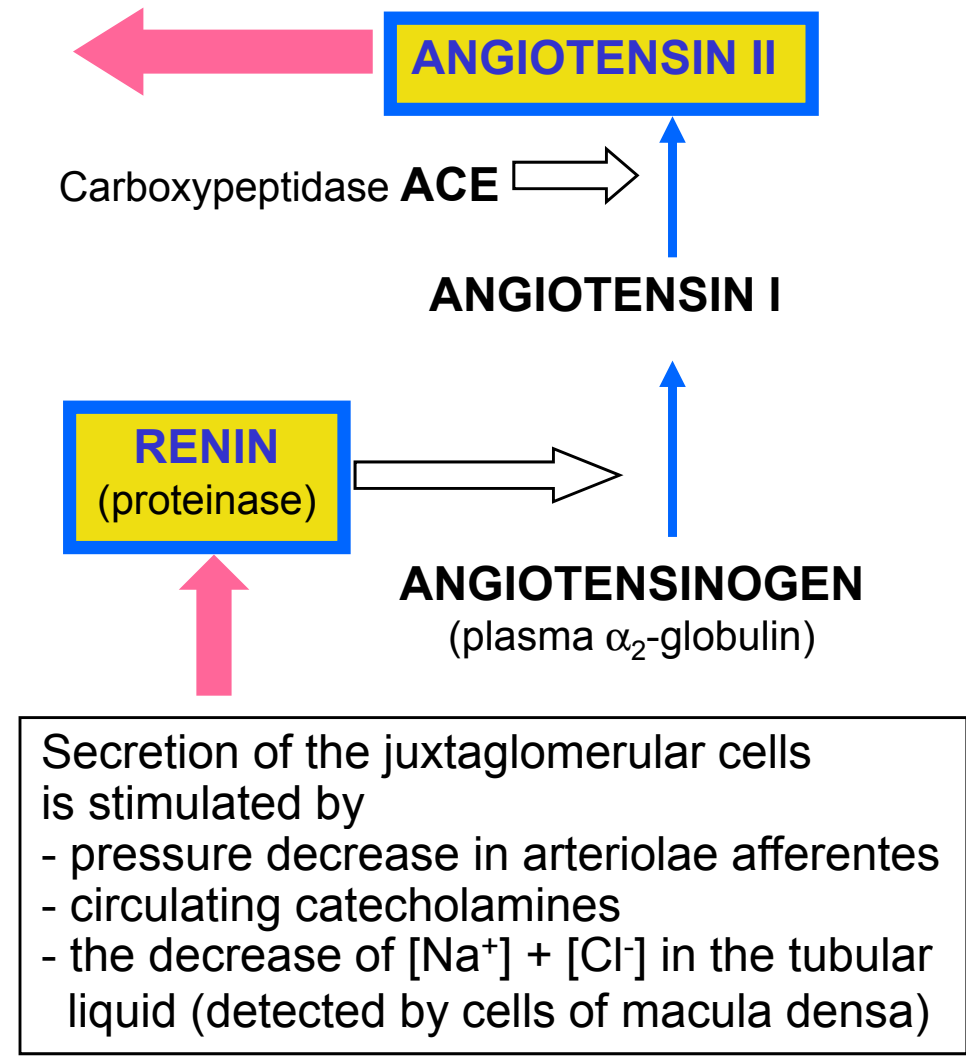 ANGIOTENSIN II
Carboxypeptidase ACE
ANGIOTENSIN I
RENIN
(proteinase)
ANGIOTENSINOGEN
(plasma α₂-globulin)
Secretion of the juxtaglomerular cells
is stimulated by
- pressure decrease in arteriolae afferentes
- circulating catecholamines
- the decrease of [Na⁺] + [Cl⁻] in the tubular
liquid (detected by cells of macula densa)